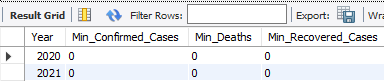 Result Grid Filter Rows: Export: Wra
Year Min_Confirmed_Cases Min_Deaths Min_Recovered_Cases
2020 0 0 0
2021 0 0 0